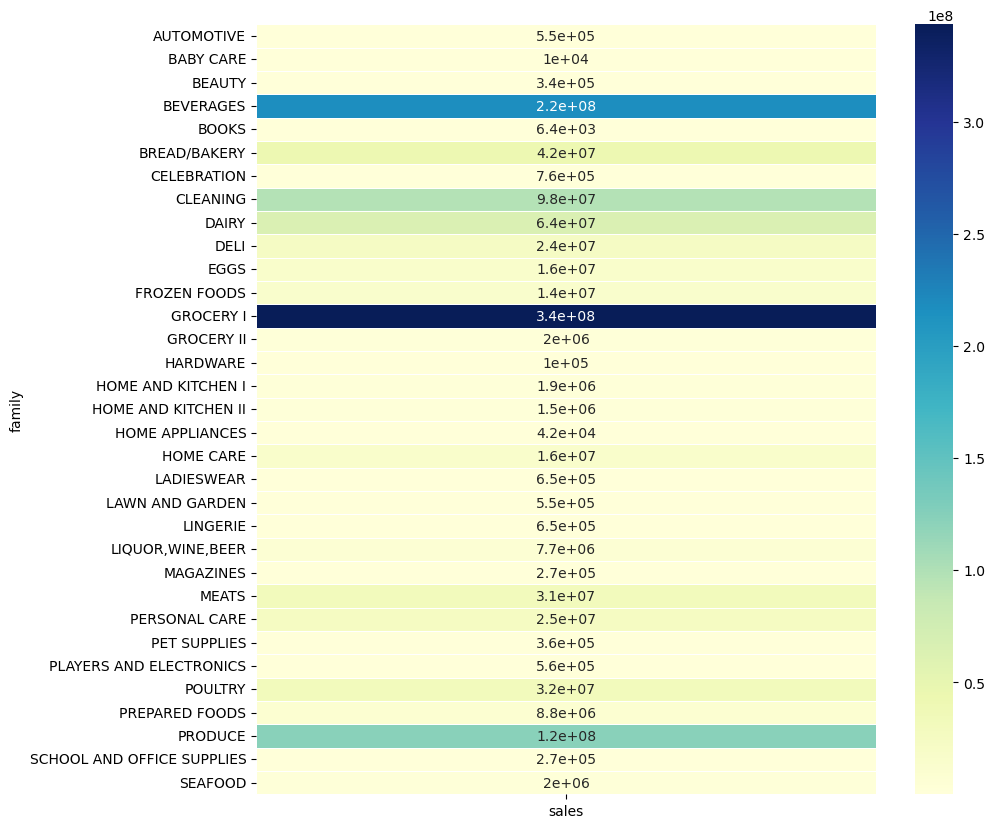 1e8
AUTOMOTIVE 5.5e+05
BABY CARE 1e+04
BEAUTY 3.4e+05
BEVERAGES 2.2e+08
BOOKS 6.4e+03
BREAD/BAKERY 4.2e+07
CELEBRATION 7.6e+05
CLEANING 9.8e+07
DAIRY 6.4e+07
DELI 2.4e+07
EGGS 1.6e+07
FROZEN FOODS 1.4e+07
GROCERY I 3.4e+08
GROCERY II 2e+06
HARDWARE 1e+05
HOME AND KITCHEN I 1.9e+06
HOME AND KITCHEN II 1.5e+06
HOME APPLIANCES 4.2e+04
HOME CARE 1.6e+07
LADIESWEAR 6.5e+05
LAWN AND GARDEN 5.5e+05
LINGERIE 6.5e+05
LIQUOR,WINE,BEER 7.7e+06
MAGAZINES 2.7e+05
MEATS 3.1e+07
PERSONAL CARE 2.5e+07
PET SUPPLIES 3.6e+05
PLAYERS AND ELECTRONICS 5.6e+05
POULTRY 3.2e+07
PREPARED FOODS 8.8e+06
PRODUCE 1.2e+08
SCHOOL AND OFFICE SUPPLIES 2.7e+05
SEAFOOD 2e+06
family
sales
3.0
2.5
2.0
1.5
1.0
0.5